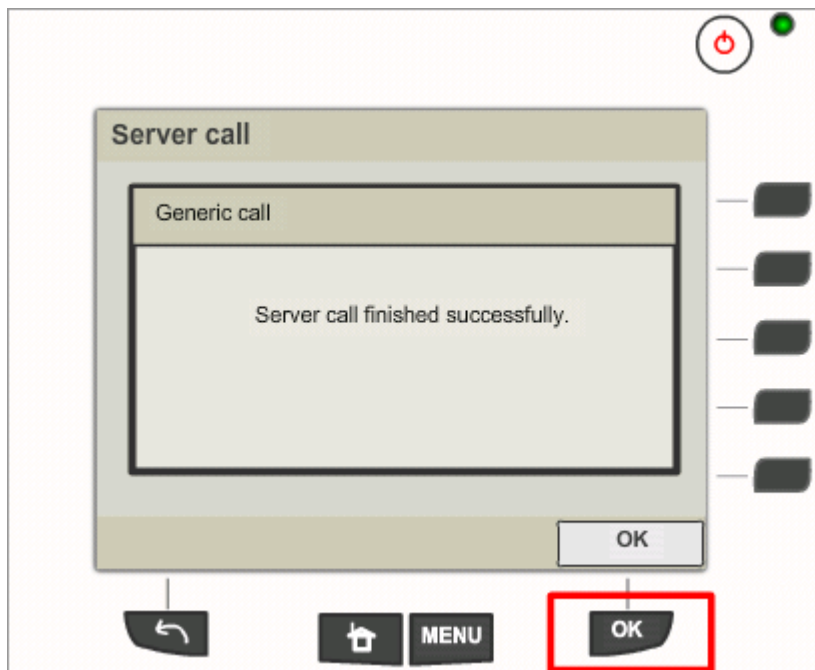 Server call
Generic call
Server call finished successfully.
OK
MENU
OK